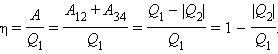 η = A/Q₁ = (A₁₂ + A₃₄)/Q₁ = (Q₁ − |Q₂|)/Q₁ = 1 − |Q₂|/Q₁.